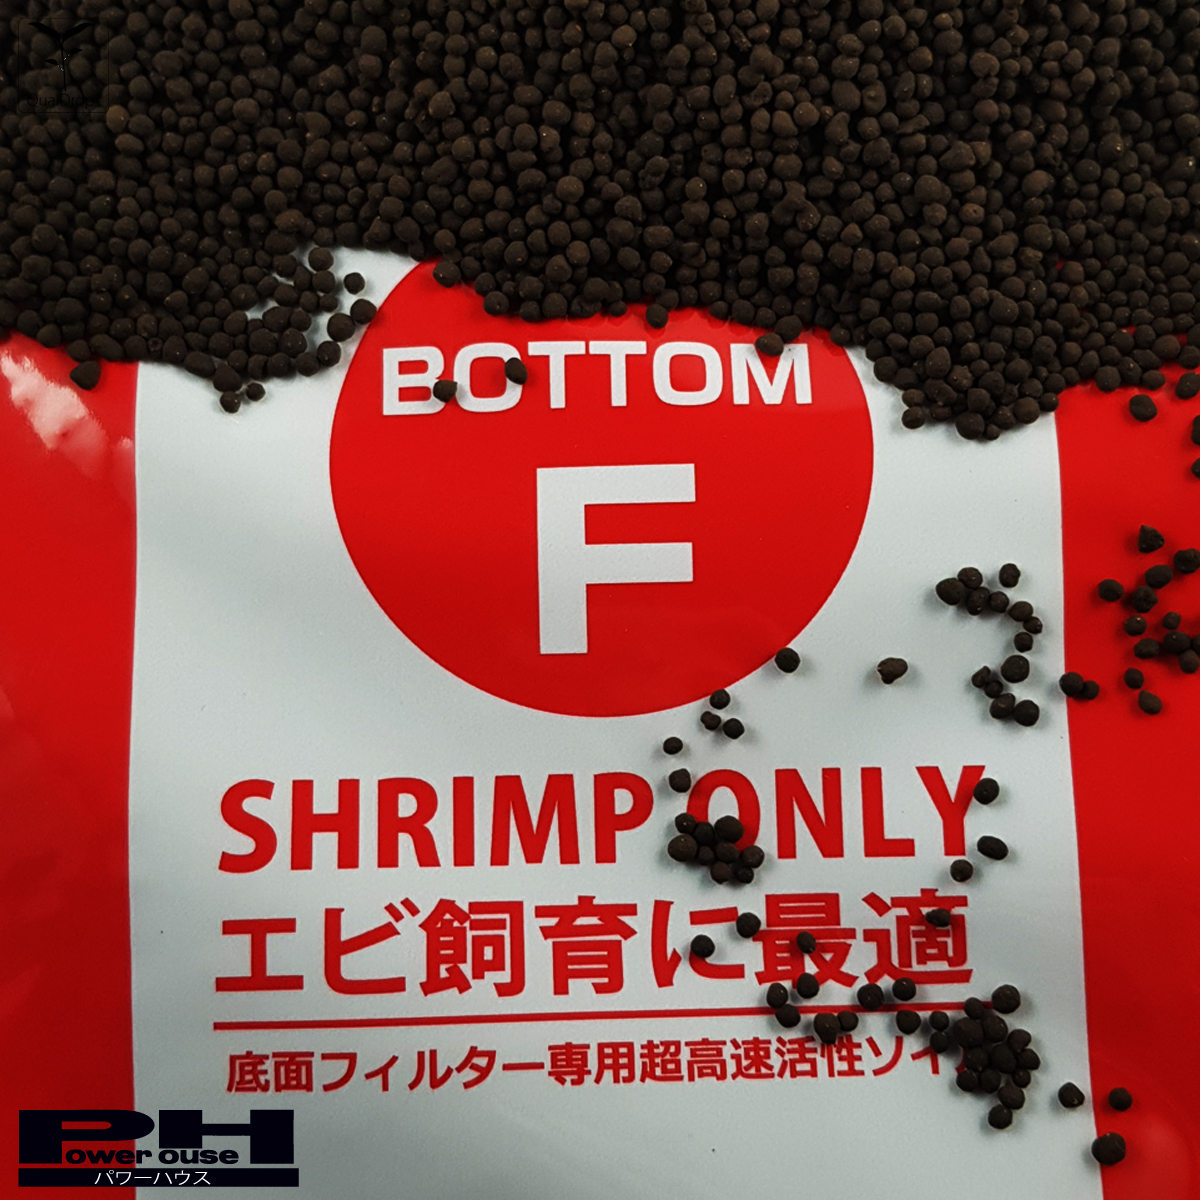 BOTTOM
F
SHRIMP ONLY
エビ飼育に最適
底面フィルター専用超高速活性ソイ
PH
Power ouse
パワーハウス